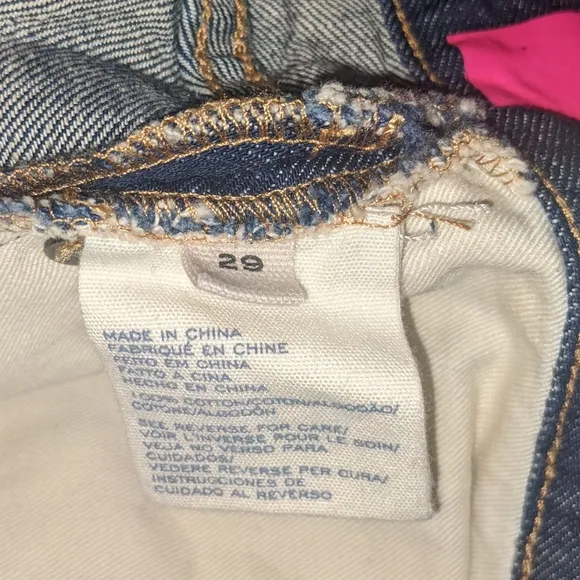 29
MADE IN CHINA
FABRIQUÉ EN CHINE
FEITO EM CHINA
FATTO A CINA
HECHO EN CHINA
100% COTTON/COTON/ALGODÃO/
COTONE/ALGODÓN
SEE REVERSE FOR CARE/
VOIR L'INVERSE POUR LE SOIN/
VEJA NO VERSO PARA
CUIDADOS/
VEDERE REVERSE PER CURA/
INSTRUCCIONES DE
CUIDADO AL REVERSO